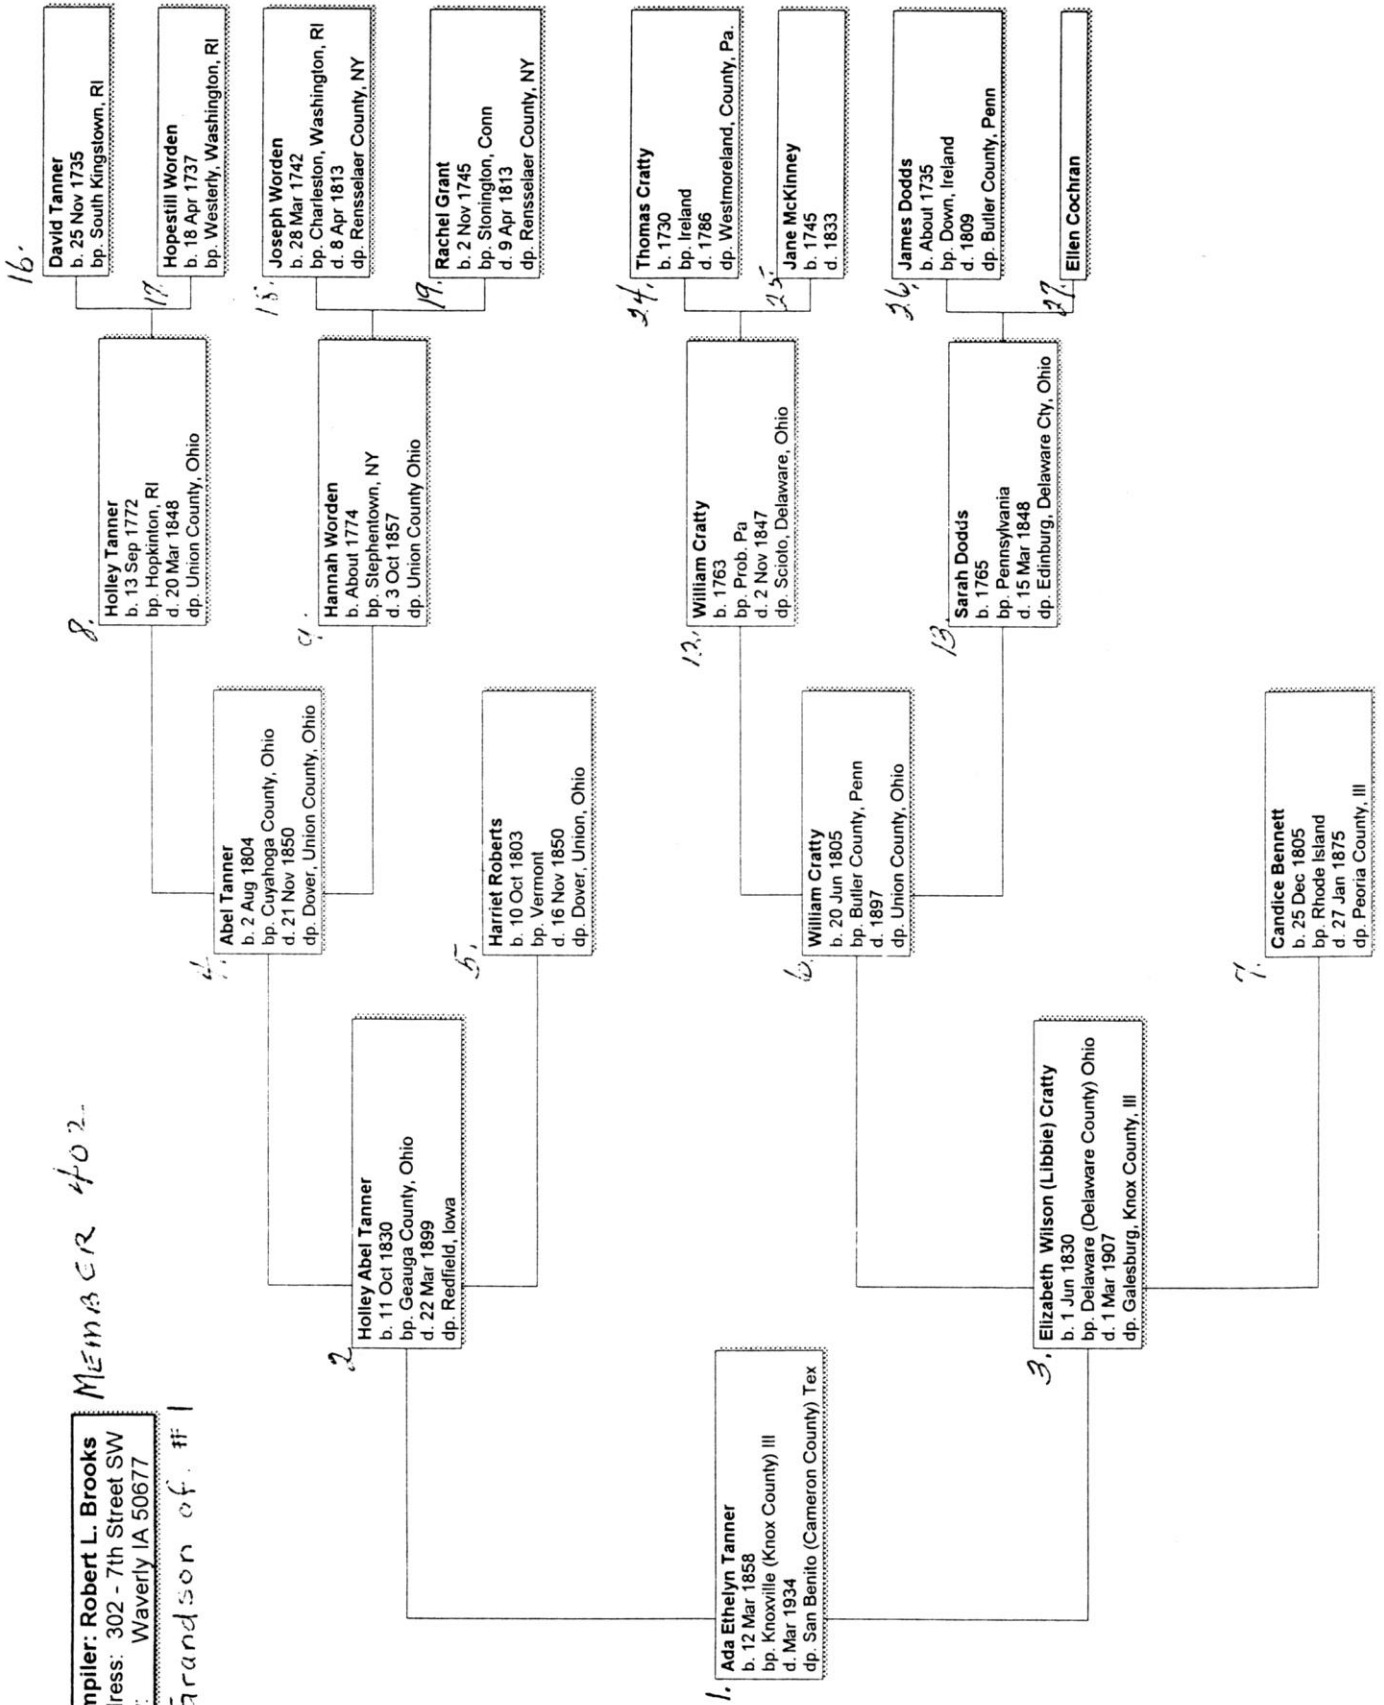 mpiler: Robert L. Brooks
ress: 302 - 7th Street SW
Waverly IA 50677
MEMBER 402
Grandson of #1
1.
Ada Ethelyn Tanner
b. 12 Mar 1858
bp. Knoxville (Knox County) Ill
d. Mar 1934
dp. San Benito (Cameron County) Tex
2
Holley Abel Tanner
b. 11 Oct 1830
bp. Geauga County, Ohio
d. 22 Mar 1899
dp. Redfield, Iowa
3.
Elizabeth Wilson (Libbie) Cratty
b. 1 Jun 1830
bp. Delaware (Delaware County) Ohio
d. 1 Mar 1907
dp. Galesburg, Knox County, Ill
4.
Abel Tanner
b. 2 Aug 1804
bp. Cuyahoga County, Ohio
d. 21 Nov 1850
dp. Dover, Union County, Ohio
5.
Harriet Roberts
b. 10 Oct 1803
bp. Vermont
d. 16 Nov 1850
dp. Dover, Union, Ohio
6.
William Cratty
b. 20 Jun 1805
bp. Butler County, Penn
d. 1897
dp. Union County, Ohio
7.
Candice Bennett
b. 25 Dec 1805
bp. Rhode Island
d. 27 Jan 1875
dp. Peoria County, Ill
8.
Holley Tanner
b. 13 Sep 1772
bp. Hopkinton, RI
d. 20 Mar 1848
dp. Union County, Ohio
9.
Hannah Worden
b. About 1774
bp. Stephentown, NY
d. 3 Oct 1857
dp. Union County Ohio
12.
William Cratty
b. 1763
bp. Prob. Pa
d. 2 Nov 1847
dp. Scioto, Delaware, Ohio
13.
Sarah Dodds
b. 1765
bp. Pennsylvania
d. 15 Mar 1848
dp. Edinburg, Delaware Cty, Ohio
16.
David Tanner
b. 25 Nov 1735
bp. South Kingstown, RI
17.
Hopestill Worden
b. 18 Apr 1737
bp. Westerly, Washington, RI
18.
Joseph Worden
b. 28 Mar 1742
bp. Charleston, Washington, RI
d. 8 Apr 1813
dp. Rensselaer County, NY
19.
Rachel Grant
b. 2 Nov 1745
bp. Stonington, Conn
d. 9 Apr 1813
dp. Rensselaer County, NY
24.
Thomas Cratty
b. 1730
bp. Ireland
d. 1786
dp. Westmoreland, County, Pa.
25.
Jane McKinney
b. 1745
d. 1833
26.
James Dodds
b. About 1735
bp. Down, Ireland
d. 1809
dp. Butler County, Penn
27.
Ellen Cochran